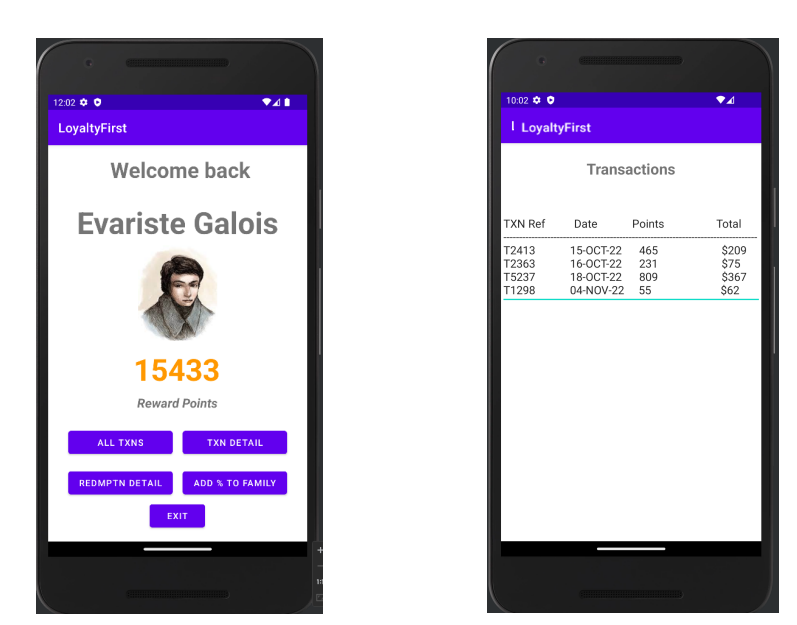 12:02
LoyaltyFirst
Welcome back
Evariste Galois
15433
Reward Points
ALL TXNS TXN DETAIL
REDMPTN DETAIL ADD % TO FAMILY
EXIT
10:02
LoyaltyFirst
Transactions
TXN Ref Date Points Total
T2413 15-OCT-22 465 $209
T2363 16-OCT-22 231 $75
T5237 18-OCT-22 809 $367
T1298 04-NOV-22 55 $62